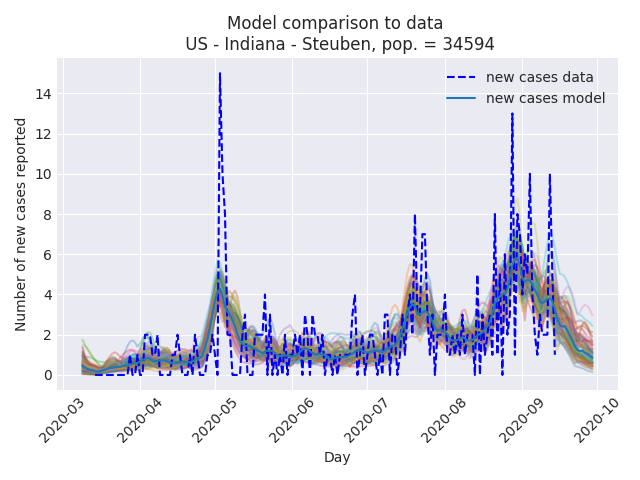 Model comparison to data
US - Indiana - Steuben, pop. = 34594
new cases data
new cases model
Number of new cases reported
14
12
10
8
6
4
2
0
2020-03
2020-04
2020-05
2020-06
2020-07
2020-08
2020-09
2020-10
Day